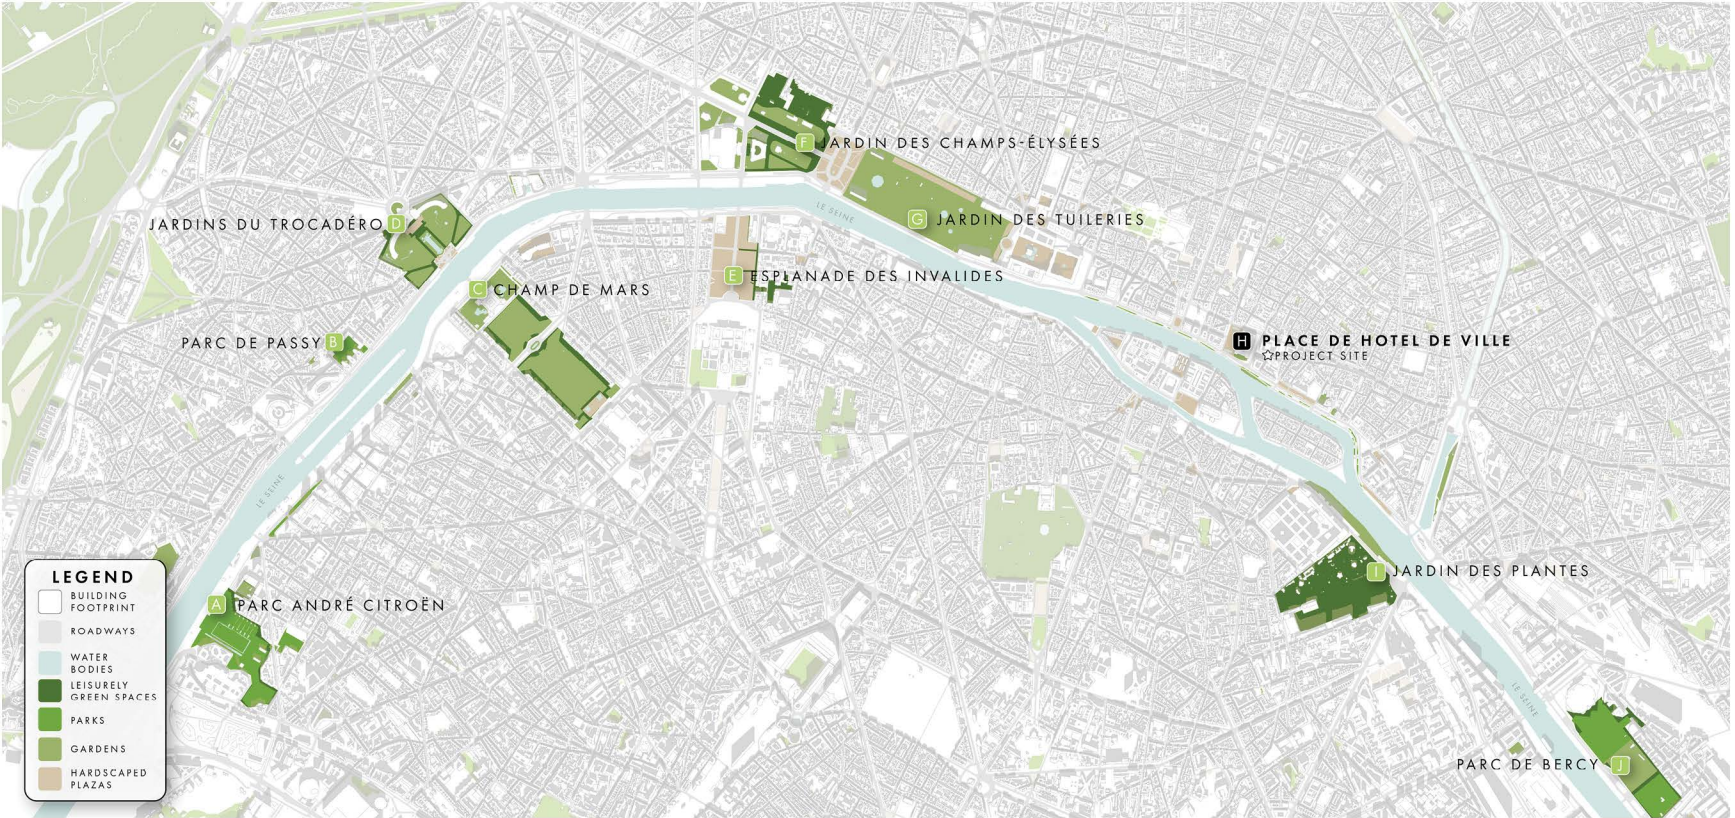 F JARDIN DES CHAMPS-ÉLYSÉES
LE SEINE
G JARDIN DES TUILERIES
JARDINS DU TROCADÉRO D
E ESPLANADE DES INVALIDES
C CHAMP DE MARS
PARC DE PASSY B
H PLACE DE HOTEL DE VILLE
PROJECT SITE
LE SEINE
I JARDIN DES PLANTES
A PARC ANDRÉ CITROËN
LE SEINE
PARC DE BERCY J
LEGEND
BUILDING
FOOTPRINT
ROADWAYS
WATER
BODIES
LEISURELY
GREEN SPACES
PARKS
GARDENS
HARDSCAPED
PLAZAS